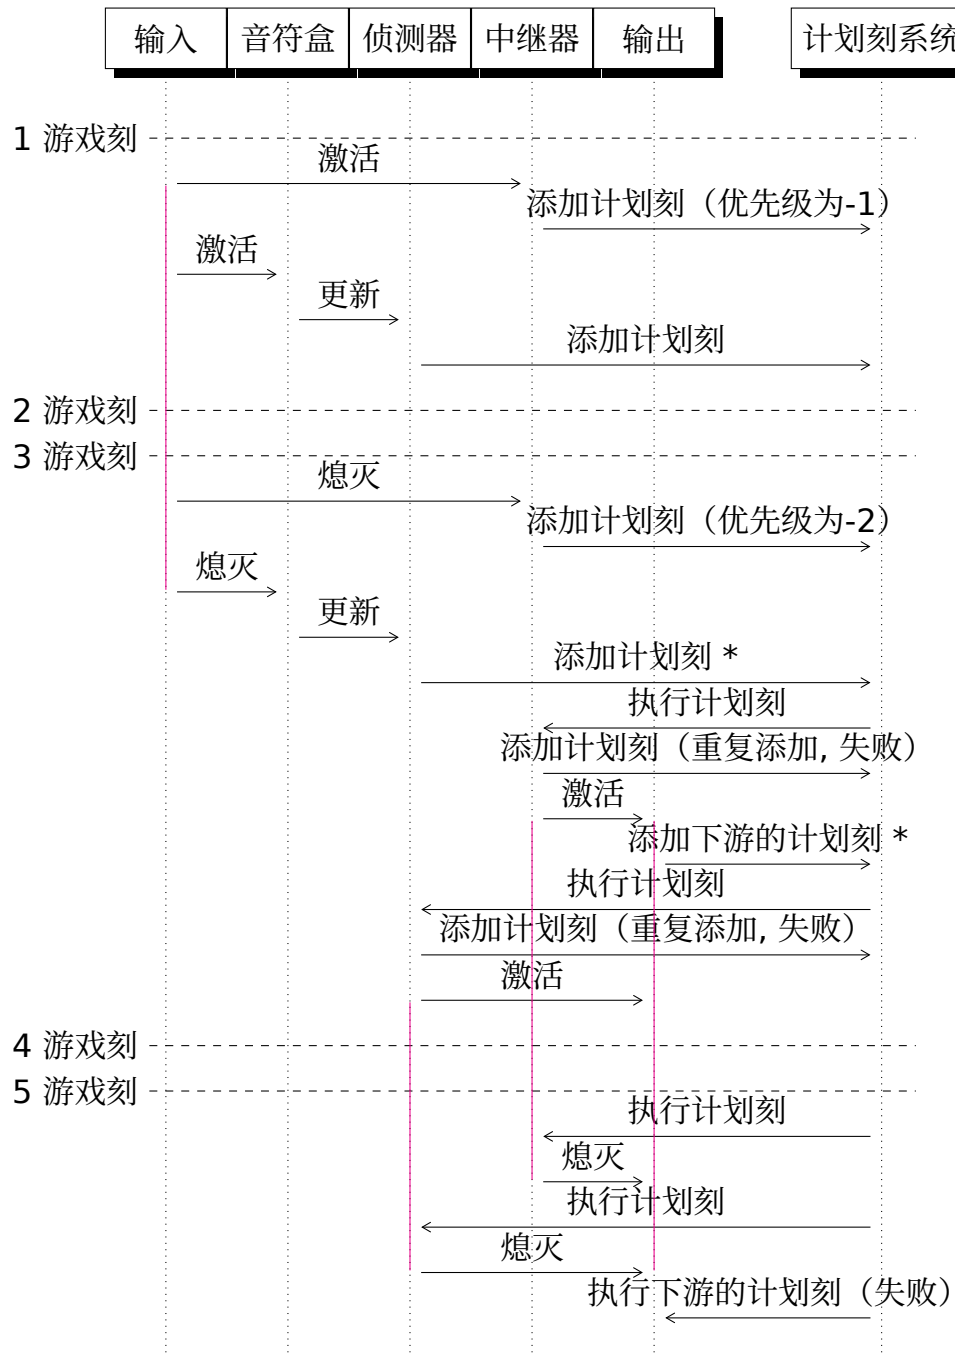 输入 音符盒 侦测器 中继器 输出 计划刻系统
1 游戏刻
激活
添加计划刻（优先级为-1）
激活
更新
添加计划刻
2 游戏刻
3 游戏刻
熄灭
添加计划刻（优先级为-2）
熄灭
更新
添加计划刻 *
执行计划刻
添加计划刻（重复添加, 失败）
激活
添加下游的计划刻 *
执行计划刻
添加计划刻（重复添加, 失败）
激活
4 游戏刻
5 游戏刻
执行计划刻
熄灭
执行计划刻
熄灭
执行下游的计划刻（失败）